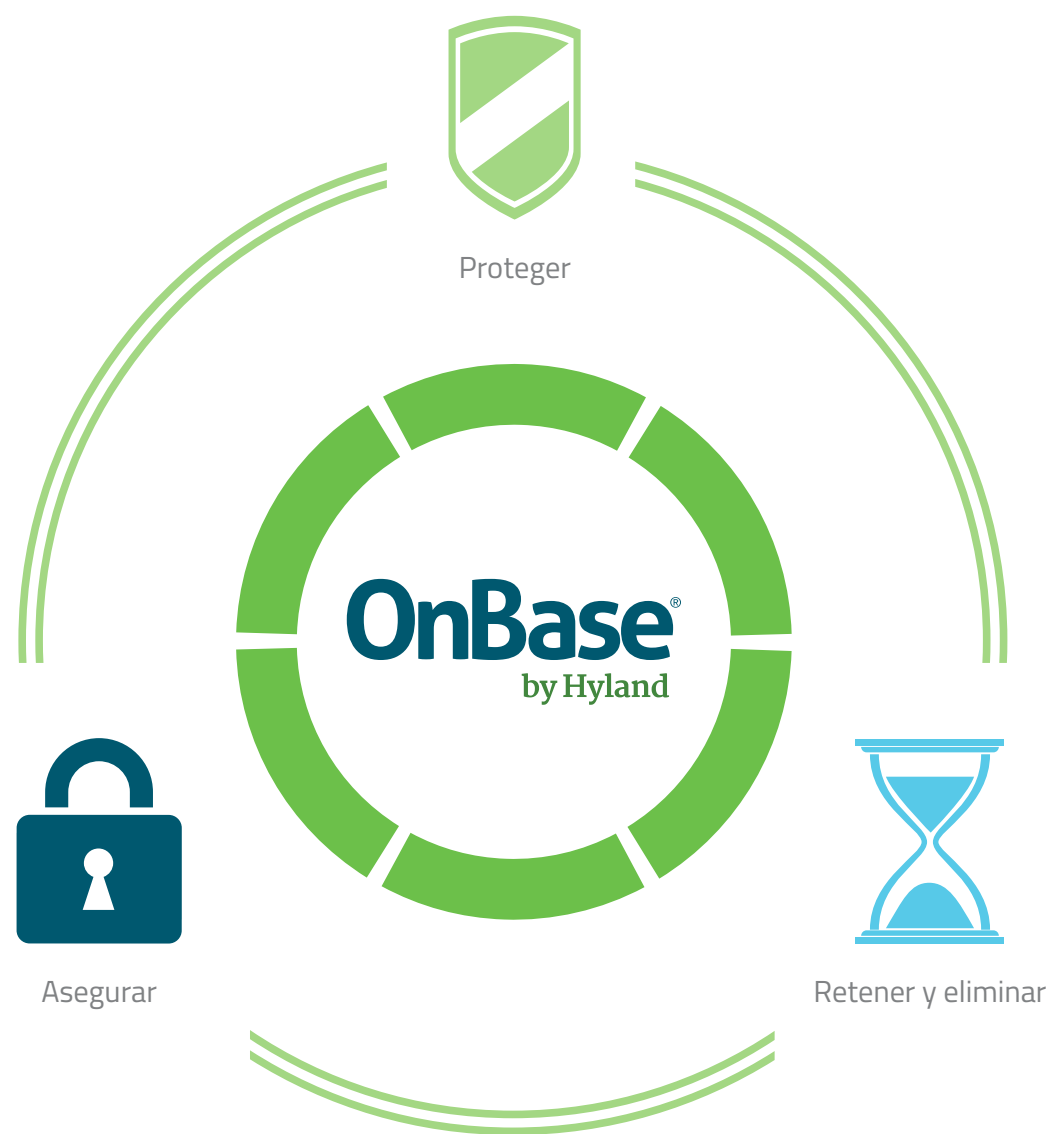 Proteger
OnBase®
by Hyland
Asegurar
Retener y eliminar